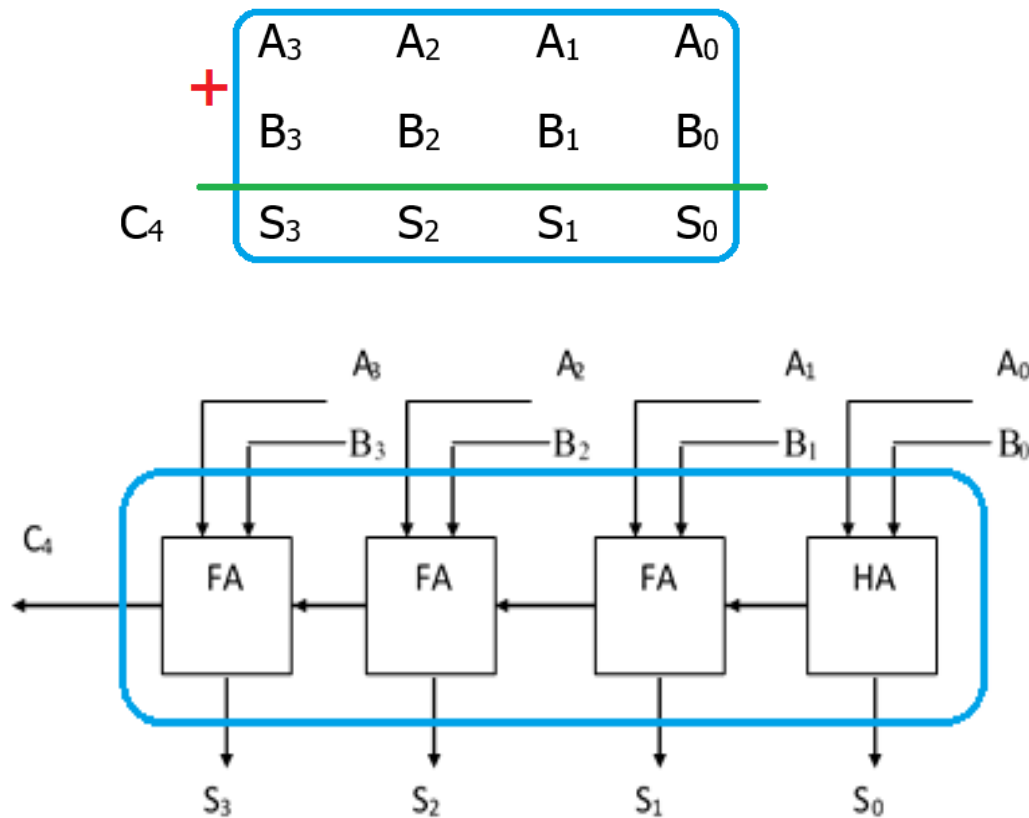 A₃ A₂ A₁ A₀
+
B₃ B₂ B₁ B₀
C₄ S₃ S₂ S₁ S₀
A₃ A₂ A₁ A₀
B₃ B₂ B₁ B₀
C₄
FA FA FA HA
S₃ S₂ S₁ S₀